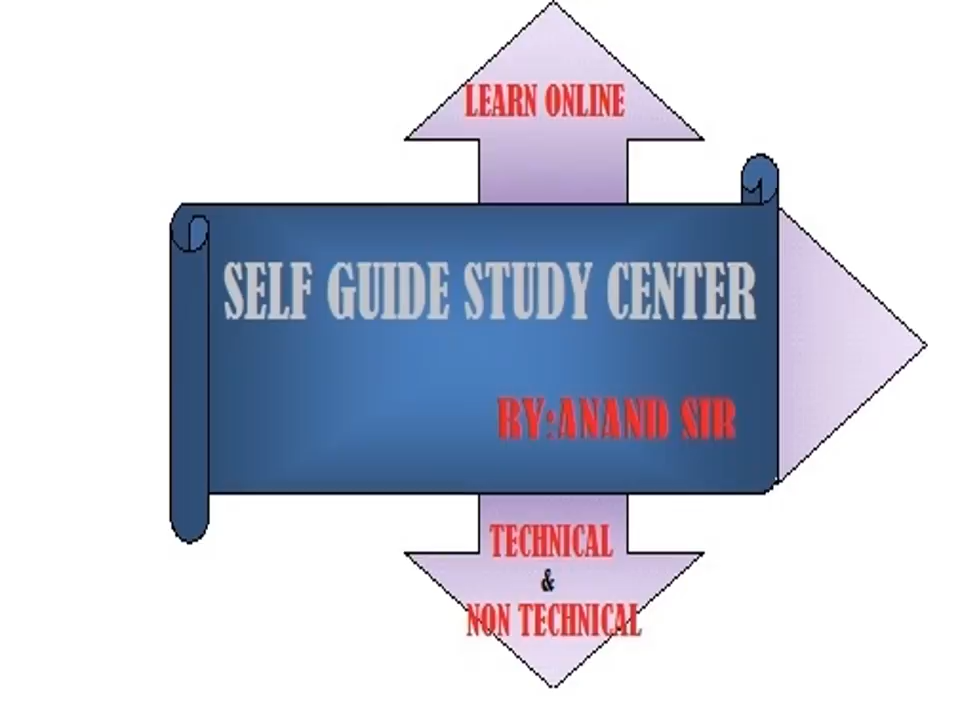 LEARN ONLINE
SELF GUIDE STUDY CENTER
BY:ANAND SIR
TECHNICAL
&
NON TECHNICAL